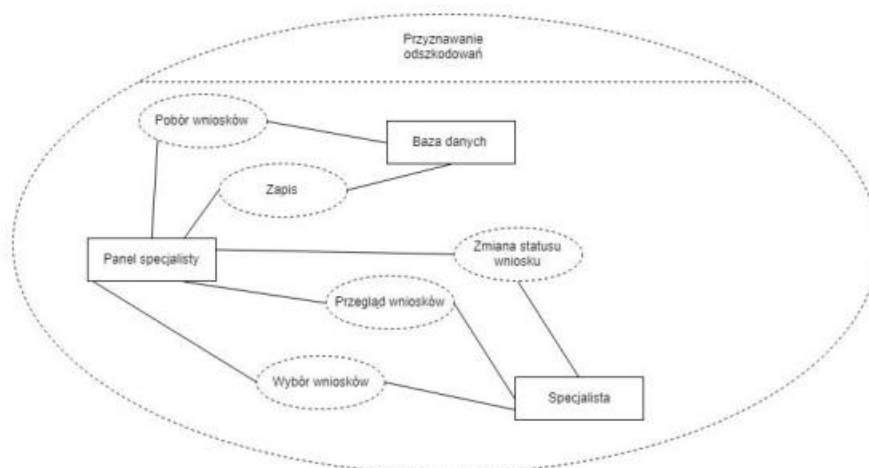 Przyznawanie
odszkodowań
Pobór wniosków
Baza danych
Zapis
Zmiana statusu
wniosku
Panel specjalisty
Przegląd wniosków
Wybór wniosków
Specjalista